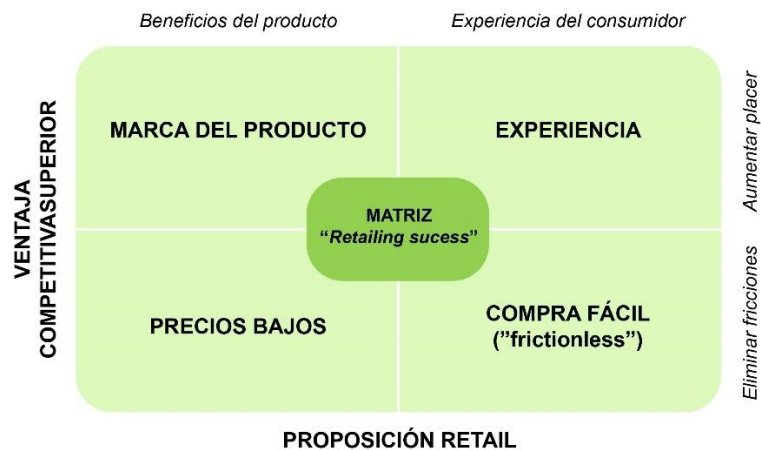 Beneficios del producto
Experiencia del consumidor
MARCA DEL PRODUCTO
EXPERIENCIA
Aumentar placer
VENTAJA
COMPETITIVASUPERIOR
MATRIZ
“Retailing sucess”
PRECIOS BAJOS
COMPRA FÁCIL
(”frictionless”)
Eliminar fricciones
PROPOSICIÓN RETAIL